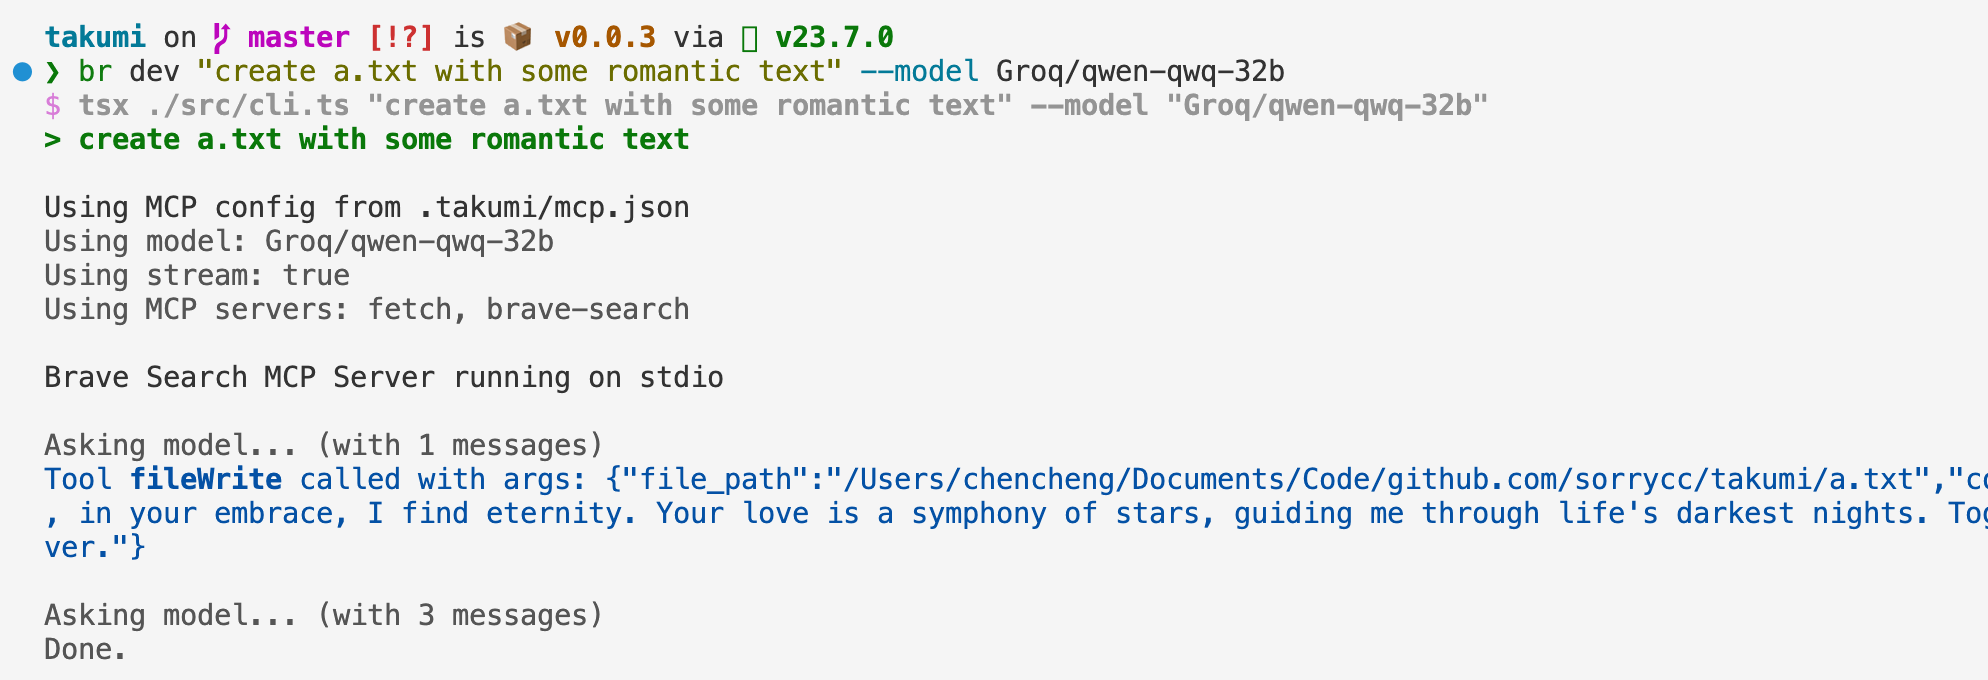 takumi on master [!?] is 📦 v0.0.3 via v23.7.0
❯ br dev "create a.txt with some romantic text" --model Groq/qwen-qwq-32b
$ tsx ./src/cli.ts "create a.txt with some romantic text" --model "Groq/qwen-qwq-32b"
> create a.txt with some romantic text
Using MCP config from .takumi/mcp.json
Using model: Groq/qwen-qwq-32b
Using stream: true
Using MCP servers: fetch, brave-search
Brave Search MCP Server running on stdio
Asking model... (with 1 messages)
Tool fileWrite called with args: {"file_path":"/Users/chencheng/Documents/Code/github.com/sorrycc/takumi/a.txt","co
, in your embrace, I find eternity. Your love is a symphony of stars, guiding me through life's darkest nights. Tog
ver."}
Asking model... (with 3 messages)
Done.